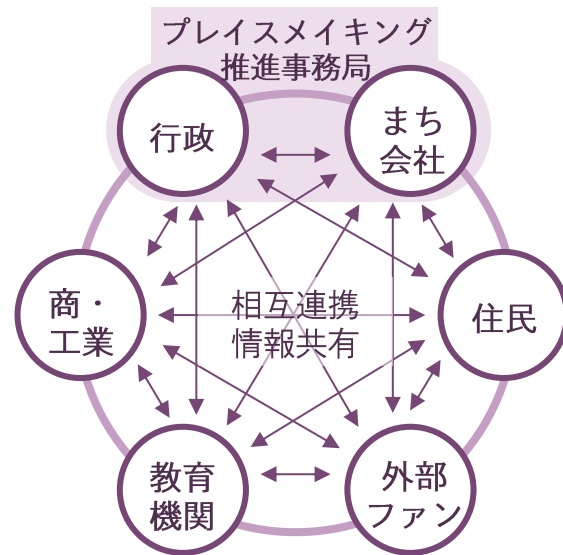 プレイスメイキング
推進事務局
行政
まち
会社
商・
工業
相互連携
情報共有
住民
教育
機関
外部
ファン